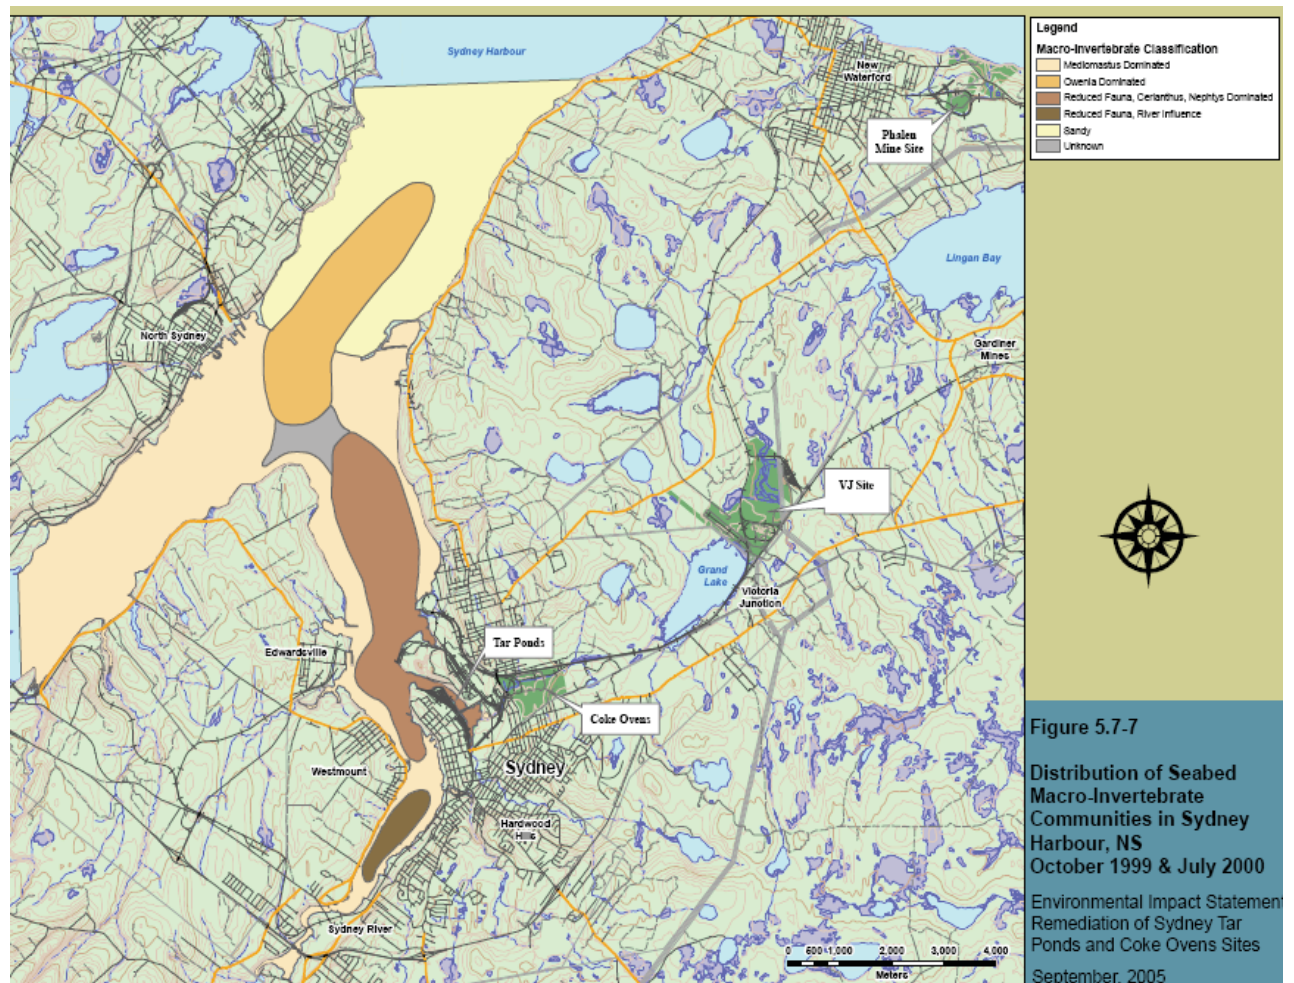 Sydney Harbour
New
Waterford
Phalen
Mine Site
Lingan Bay
North Sydney
Gardiner
Mines
VJ Site
Grand
Lake
Victoria
Junction
Edwardsville
Tar Ponds
Coke Ovens
Westmount
Sydney
Hardwood
Hills
Sydney River
0 500 1,000 2,000 3,000 4,000
Meters
Legend
Macro-Invertebrate Classification
Mediomastus Dominated
Owenia Dominated
Reduced Fauna, Cerianthus, Nephtys Dominated
Reduced Fauna, River Influence
Sandy
Unknown
Figure 5.7-7
Distribution of Seabed
Macro-Invertebrate
Communities in Sydney
Harbour, NS
October 1999 & July 2000
Environmental Impact Statement
Remediation of Sydney Tar
Ponds and Coke Ovens Sites
September, 2005